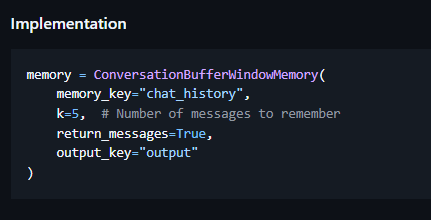 Implementation
memory = ConversationBufferWindowMemory(
    memory_key="chat_history",
    k=5,  # Number of messages to remember
    return_messages=True,
    output_key="output"
)